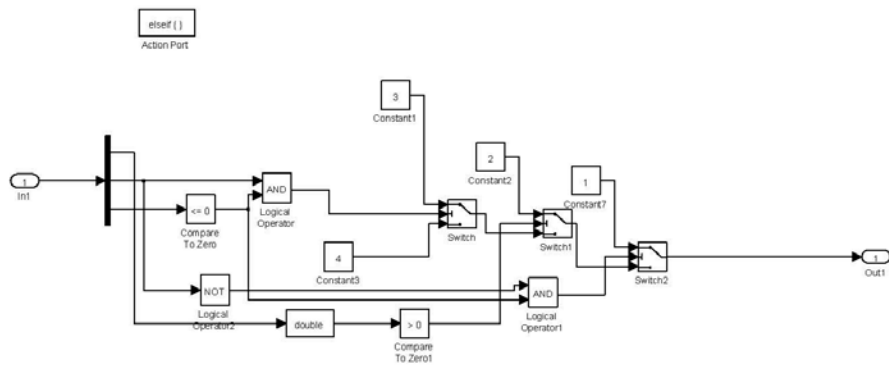 elseif ( )
Action Port
3
Constant1
2
Constant2
1
Constant7
1
In1
AND
Logical
Operator
<= 0
Compare
To Zero
Switch
Switch1
Switch2
4
Constant3
1
Out1
NOT
Logical
Operator2
AND
Logical
Operator1
double
> 0
Compare
To Zero1